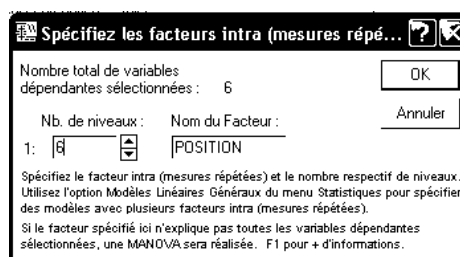 Spécifiez les facteurs intra (mesures répé...
Nombre total de variables
dépendantes sélectionnées : 6
OK
Annuler
Nb. de niveaux : Nom du Facteur :
1: 6 POSITION
Spécifiez le facteur intra (mesures répétées) et le nombre respectif de niveaux.
Utilisez l'option Modèles Linéaires Généraux du menu Statistiques pour spécifier
des modèles avec plusieurs facteurs intra (mesures répétées).
Si le facteur spécifié ici n'explique pas toutes les variables dépendantes
sélectionnées, une MANOVA sera réalisée. F1 pour + d'informations.